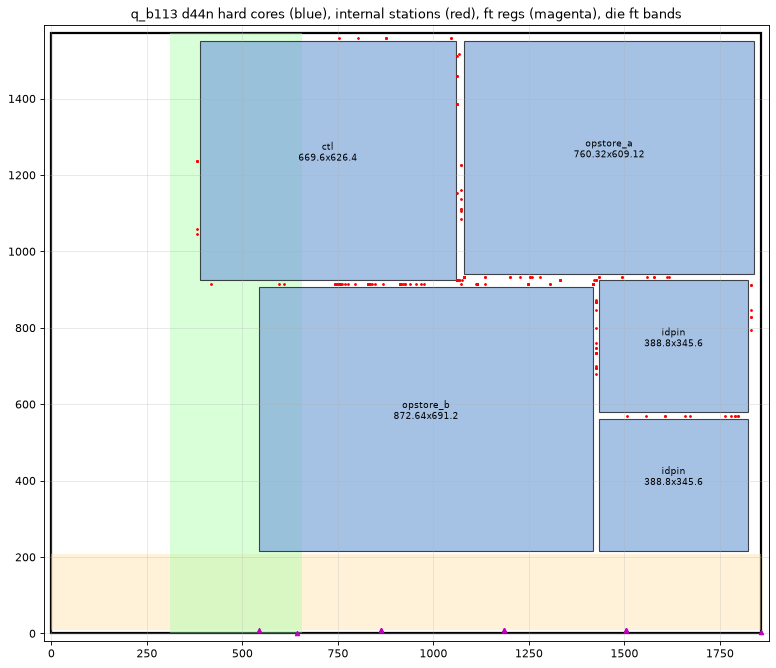 q_b113 d44n hard cores (blue), internal stations (red), ft regs (magenta), die ft bands
1400
1200
1000
800
600
400
200
0
ctl
669.6x626.4
opstore_a
760.32x609.12
idpin
388.8x345.6
opstore_b
872.64x691.2
idpin
388.8x345.6
0
250
500
750
1000
1250
1500
1750